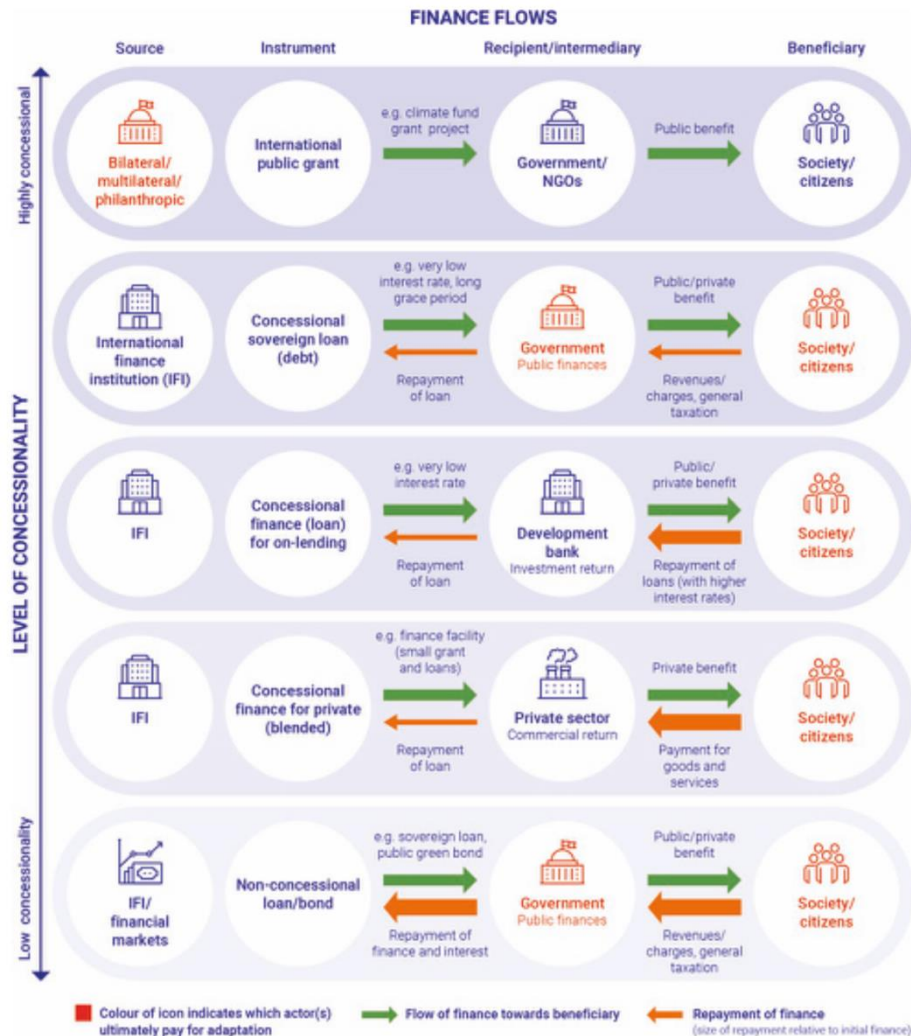 FINANCE FLOWS
Source
Instrument
Recipient/intermediary
Beneficiary
LEVEL OF CONCESSIONALITY
Highly concessional
Low concessionality
Bilateral/
multilateral/
philanthropic
International
public grant
e.g. climate fund
grant project
Government/
NGOs
Public benefit
Society/
citizens
International
finance
institution (IFI)
Concessional
sovereign loan
(debt)
e.g. very low
interest rate, long
grace period
Repayment
of loan
Government
Public finances
Public/private
benefit
Revenues/
charges, general
taxation
Society/
citizens
IFI
Concessional
finance (loan)
for on-lending
e.g. very low
interest rate
Repayment
of loan
Development
bank
Investment return
Public/
private benefit
Repayment of
loans (with higher
interest rates)
Society/
citizens
IFI
Concessional
finance for private
(blended)
e.g. finance facility
(small grant
and loans)
Repayment
of loan
Private sector
Commercial return
Private benefit
Payment for
goods and
services
Society/
citizens
IFI/
financial
markets
Non-concessional
loan/bond
e.g. sovereign loan,
public green bond
Repayment of
finance and interest
Government
Public finances
Public/private
benefit
Revenues/
charges, general
taxation
Society/
citizens
Colour of icon indicates which actor(s)
ultimately pay for adaptation
Flow of finance towards beneficiary
Repayment of finance
(size of repayment relative to initial finance)